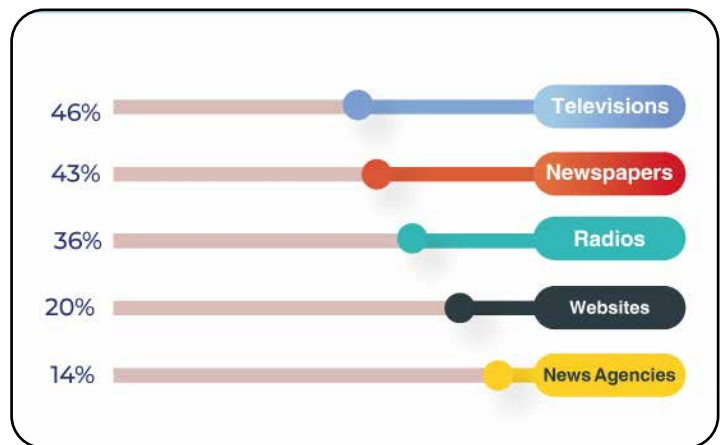 46% Televisions
43% Newspapers
36% Radios
20% Websites
14% News Agencies